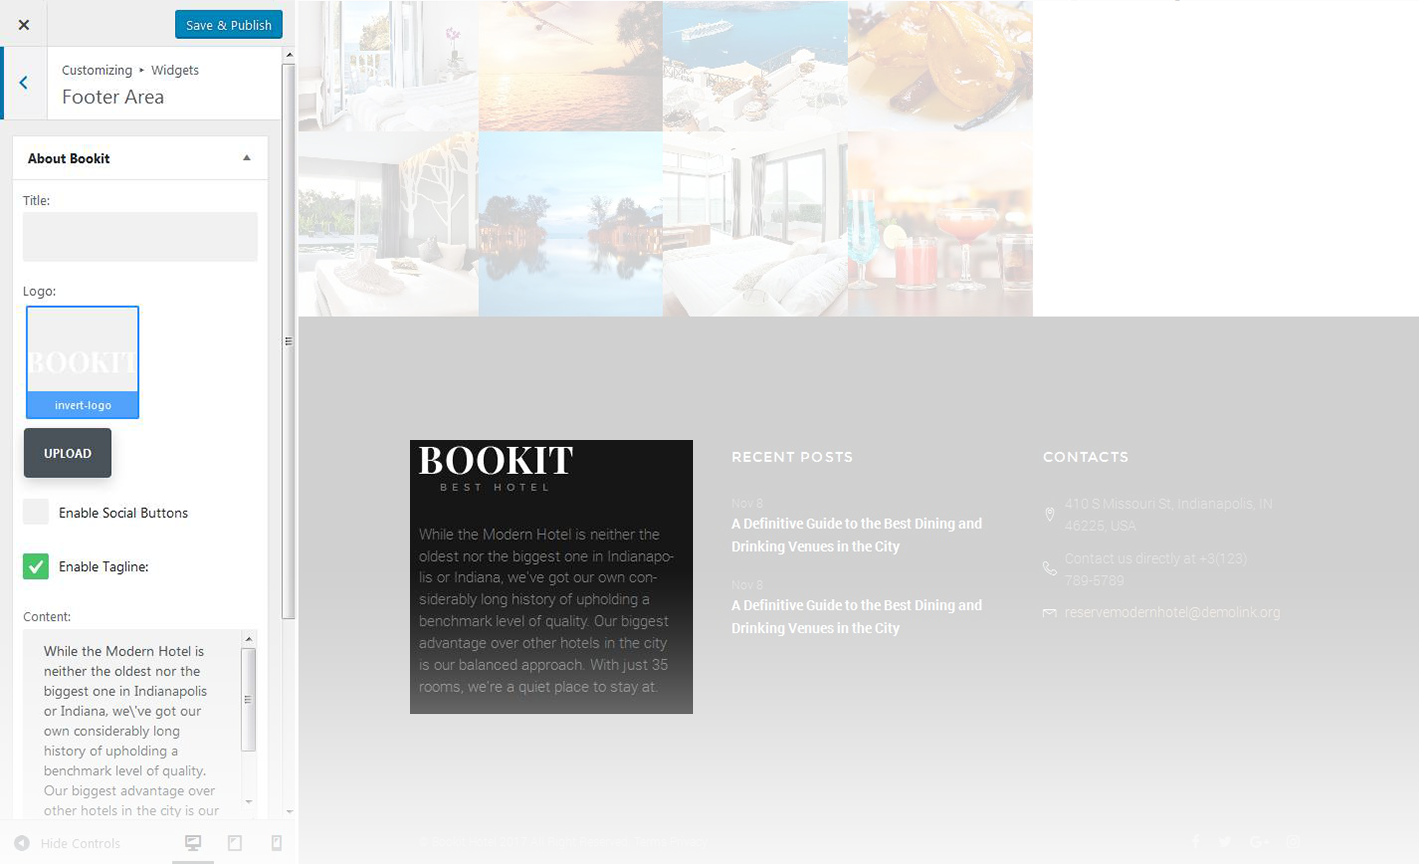 Save & Publish
Customizing ▸ Widgets
Footer Area
About Bookit
Title:
Logo:
BOOKIT
invert-logo
UPLOAD
Enable Social Buttons
Enable Tagline:
Content:
While the Modern Hotel is
neither the oldest nor the
biggest one in Indianapolis
or Indiana, we\'ve got our
own considerably long
history of upholding a
benchmark level of quality.
Our biggest advantage over
other hotels in the city is our
Hide Controls
BOOKIT
BEST HOTEL
While the Modern Hotel is neither the
oldest nor the biggest one in Indianapo-
lis or Indiana, we've got our own con-
siderably long history of upholding a
benchmark level of quality. Our biggest
advantage over other hotels in the city
is our balanced approach. With just 35
rooms, we're a quiet place to stay at.
RECENT POSTS
Nov 8
A Definitive Guide to the Best Dining and
Drinking Venues in the City
Nov 8
A Definitive Guide to the Best Dining and
Drinking Venues in the City
CONTACTS
410 S Missouri St, Indianapolis, IN
46225, USA
Contact us directly at +3(123)
789-5789
reservemodernhotel@demolink.org